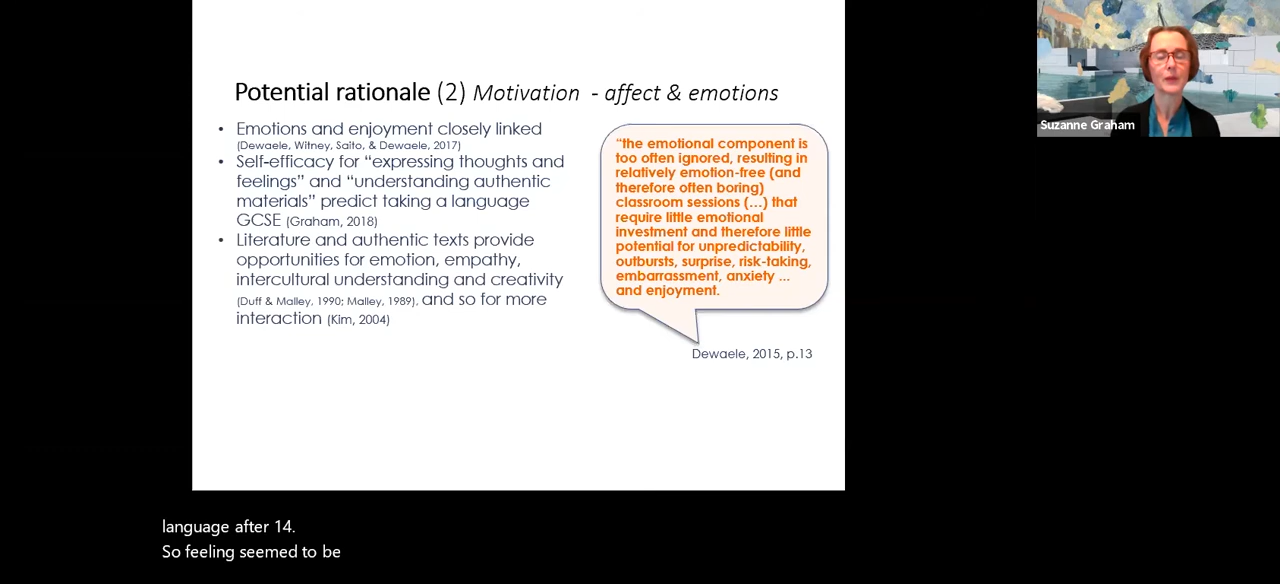 Potential rationale (2) Motivation - affect & emotions
• Emotions and enjoyment closely linked
(Dewaele, Witney, Saito, & Dewaele, 2017)
• Self-efficacy for “expressing thoughts and
feelings” and “understanding authentic
materials” predict taking a language
GCSE (Graham, 2018)
• Literature and authentic texts provide
opportunities for emotion, empathy,
intercultural understanding and creativity
(Duff & Malley, 1990; Malley, 1989), and so for more
interaction (Kim, 2004)
“the emotional component is
too often ignored, resulting in
relatively emotion-free (and
therefore often boring)
classroom sessions (…) that
require little emotional
investment and therefore little
potential for unpredictability,
outbursts, surprise, risk-taking,
embarrassment, anxiety ...
and enjoyment.
Dewaele, 2015, p.13
Suzanne Graham
language after 14.
So feeling seemed to be